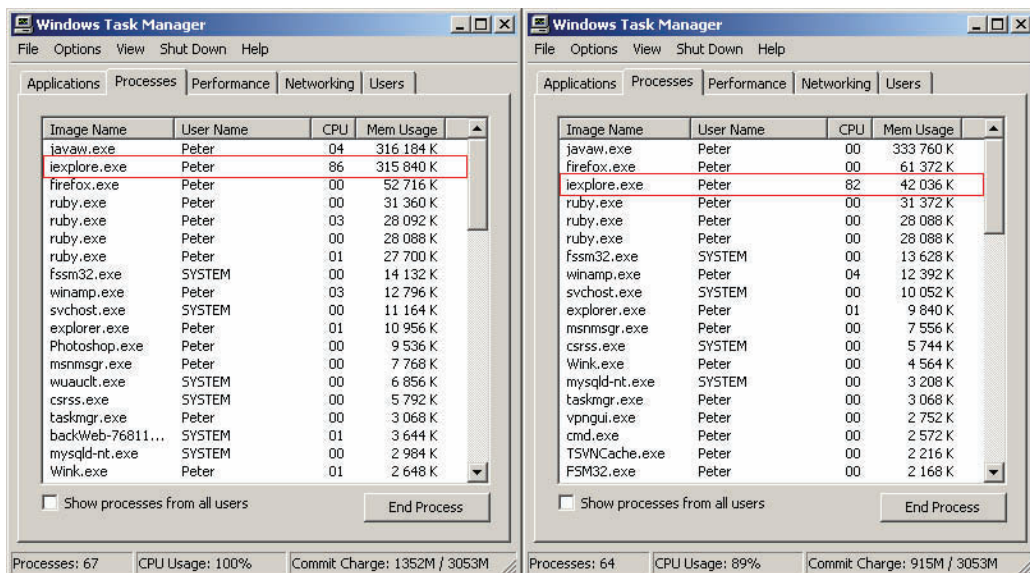 Windows Task Manager
File Options View Shut Down Help
Applications Processes Performance Networking Users
Image Name User Name CPU Mem Usage
javaw.exe Peter 04 316 184 K
iexplore.exe Peter 86 315 840 K
firefox.exe Peter 00 52 716 K
ruby.exe Peter 00 31 360 K
ruby.exe Peter 03 28 092 K
ruby.exe Peter 00 28 088 K
ruby.exe Peter 01 27 700 K
fssm32.exe SYSTEM 00 14 132 K
winamp.exe Peter 03 12 796 K
svchost.exe SYSTEM 00 11 164 K
explorer.exe Peter 01 10 956 K
Photoshop.exe Peter 00 9 536 K
msnmsgr.exe Peter 00 7 768 K
wuauclt.exe SYSTEM 00 6 856 K
csrss.exe SYSTEM 00 5 792 K
taskmgr.exe Peter 00 3 068 K
backWeb-76811... SYSTEM 01 3 644 K
mysqld-nt.exe SYSTEM 00 2 984 K
Wink.exe Peter 01 2 648 K
Show processes from all users
End Process
Processes: 67 CPU Usage: 100% Commit Charge: 1352M / 3053M
Windows Task Manager
File Options View Shut Down Help
Applications Processes Performance Networking Users
Image Name User Name CPU Mem Usage
javaw.exe Peter 00 333 760 K
firefox.exe Peter 00 61 372 K
iexplore.exe Peter 82 42 036 K
ruby.exe Peter 00 31 372 K
ruby.exe Peter 00 28 088 K
ruby.exe Peter 00 28 088 K
fssm32.exe SYSTEM 00 13 628 K
winamp.exe Peter 04 12 392 K
svchost.exe SYSTEM 00 10 052 K
explorer.exe Peter 01 9 840 K
msnmsgr.exe Peter 00 7 556 K
csrss.exe SYSTEM 00 5 744 K
Wink.exe Peter 00 4 564 K
mysqld-nt.exe SYSTEM 00 3 208 K
taskmgr.exe Peter 00 3 068 K
vpngui.exe Peter 00 2 752 K
cmd.exe Peter 00 2 572 K
TSVNCache.exe Peter 00 2 216 K
FSM32.exe Peter 00 2 168 K
Show processes from all users
End Process
Processes: 64 CPU Usage: 89% Commit Charge: 915M / 3053M